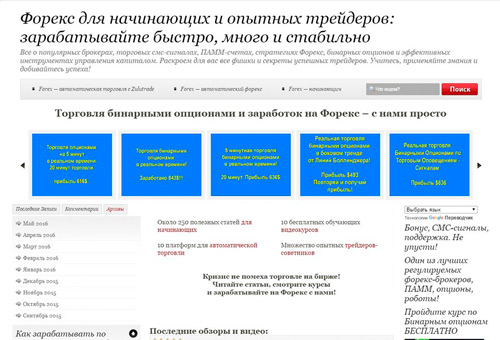 Форекс для начинающих и опытных трейдеров:
зарабатывайте быстро, много и стабильно
Все о популярных брокерах, торговых смс-сигналах, ПАММ-счетах, стратегиях Форекс, бинарных опционов и эффективных
инструментах управления капиталом. Раскроем для вас все фишки и секреты успешных трейдеров. Учитесь, применяйте знания и
добивайтесь успеха!
Forex — автоматическая торговля с Zulutrade
Forex — автоматический форекс
Forex — начинающим
Что ищем?
Поиск
Торговля бинарными опционами и заработок на Форекс – с нами просто
Торговля опционами
на 5 минут
в реальном времени
20 минут
Прибыль $165
Торговля бинарными
опционами
в реальном времени!
Заработано $428!!!
5 минутная торговля
бинарными опционами
в реальном времени!
20 минут. Прибыль $365
Реальная торговля
бинарными опционами
в боковом тренде
от Линия Боллинджера!
Прибыль $493
Повтори и получи
прибыль!
Реальная торговля
Бинарными Опционами по
Торговым Оповещениям -
Сигналам
Прибыль $836
Последние Записи
Комментарии
Архивы
Май 2016
Апрель 2016
Март 2016
Февраль 2016
Январь 2016
Декабрь 2015
Ноябрь 2015
Октябрь 2015
Сентябрь 2015
Как зарабатывать по
Около 250 полезных статей для
начинающих
10 бесплатных обучающих
видеокурсов
10 платформ для автоматической
торговли
Множество опытных трейдеров-
советников
Кризис не помеха торговле на бирже!
Читайте статьи, смотрите курсы
и зарабатывайте на Форекс с нами!
Последние обзоры и видео:
Выбрать язык
Технологии Google Переводчик
Бонус, СМС-сигналы,
поддержка. Не
упусти!
Один из лучших
регулируемых
форекс-брокеров,
ПАММ, опционы,
роботы!
Пройдите курс по
Бинарным опционам
БЕСПЛАТНО